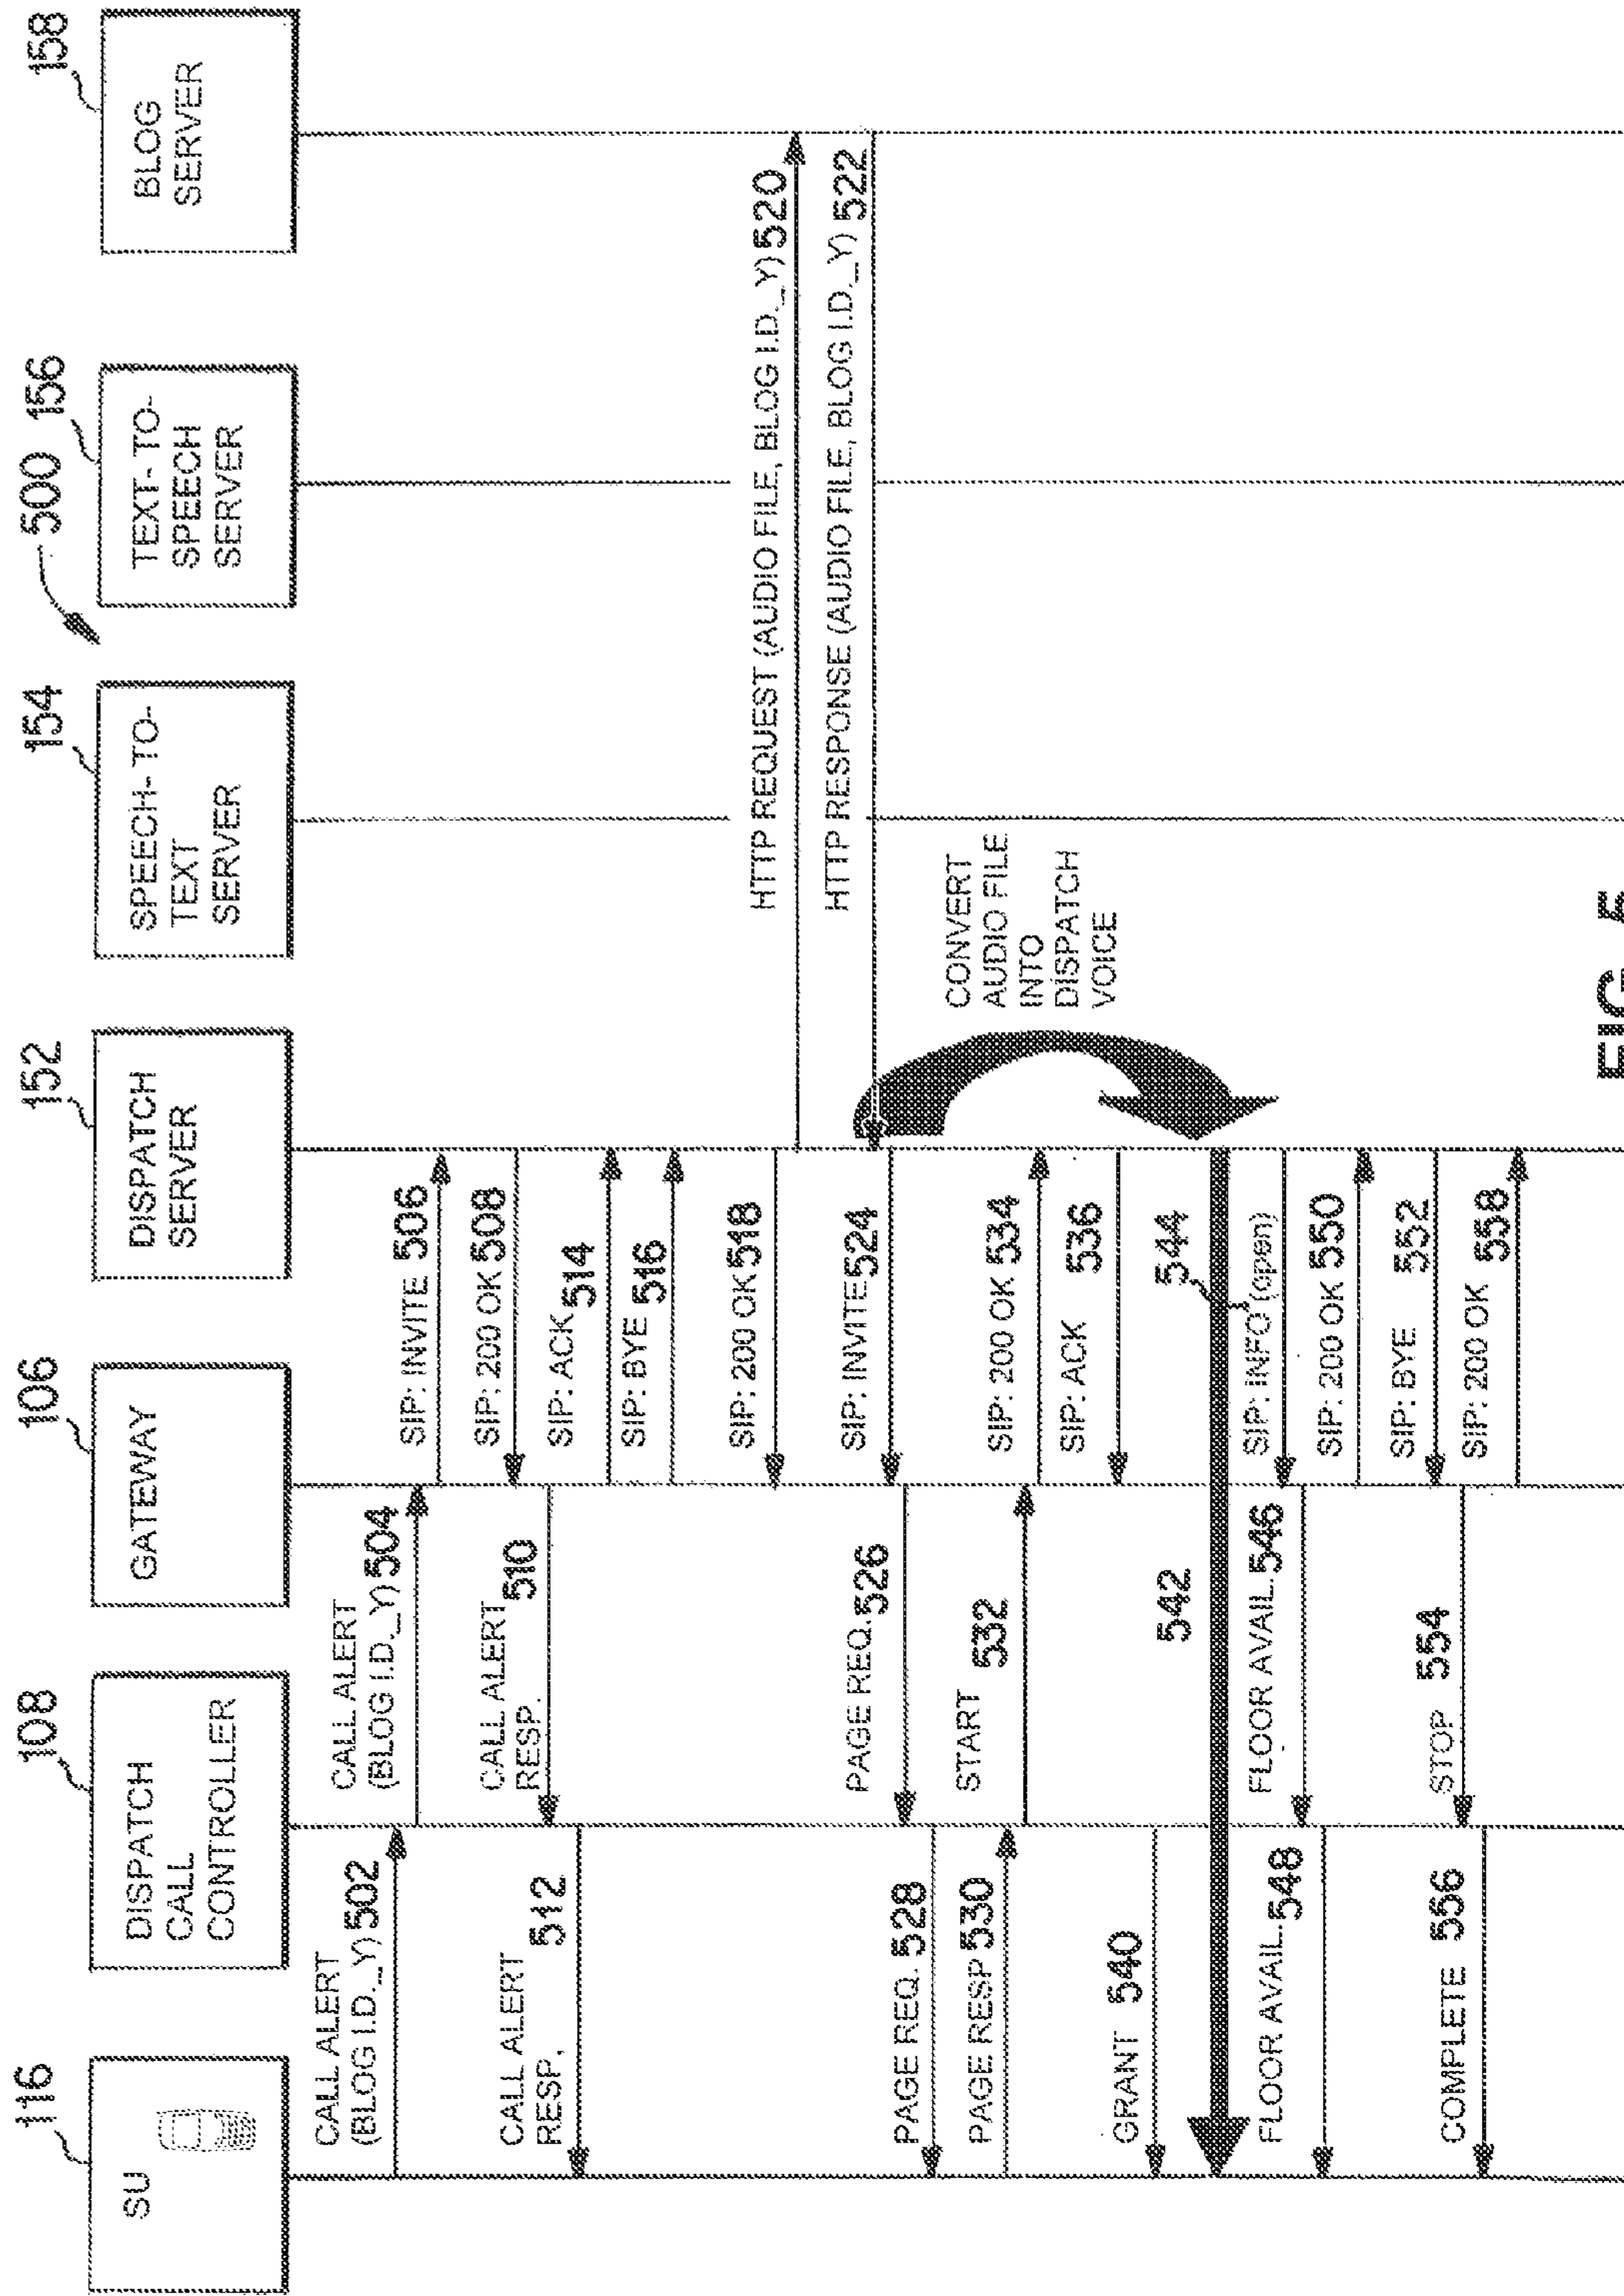 500
116
SU
108
DISPATCH
CALL
CONTROLLER
106
GATEWAY
152
DISPATCH
SERVER
154
SPEECH- TO-
TEXT
SERVER
156
TEXT- TO-
SPEECH
SERVER
158
BLOG
SERVER
CALL ALERT
(BLOG I.D._Y) 502
CALL ALERT
(BLOG I.D._Y) 504
SIP: INVITE 506
SIP: 200 OK 508
CALL ALERT
RESP. 510
CALL ALERT
RESP. 512
SIP: ACK 514
SIP: BYE 516
SIP: 200 OK 518
HTTP REQUEST (AUDIO FILE, BLOG I.D._Y) 520
HTTP RESPONSE (AUDIO FILE, BLOG I.D._Y) 522
SIP: INVITE 524
PAGE REQ. 526
PAGE REQ. 528
PAGE RESP 530
START 532
SIP: 200 OK 534
SIP: ACK 536
CONVERT
AUDIO FILE
INTO
DISPATCH
VOICE
GRANT 540
542
544
SIP: INFO (open)
FLOOR AVAIL. 546
FLOOR AVAIL. 548
SIP: 200 OK 550
SIP: BYE 552
STOP 554
COMPLETE 556
SIP: 200 OK 558
FIG. 5